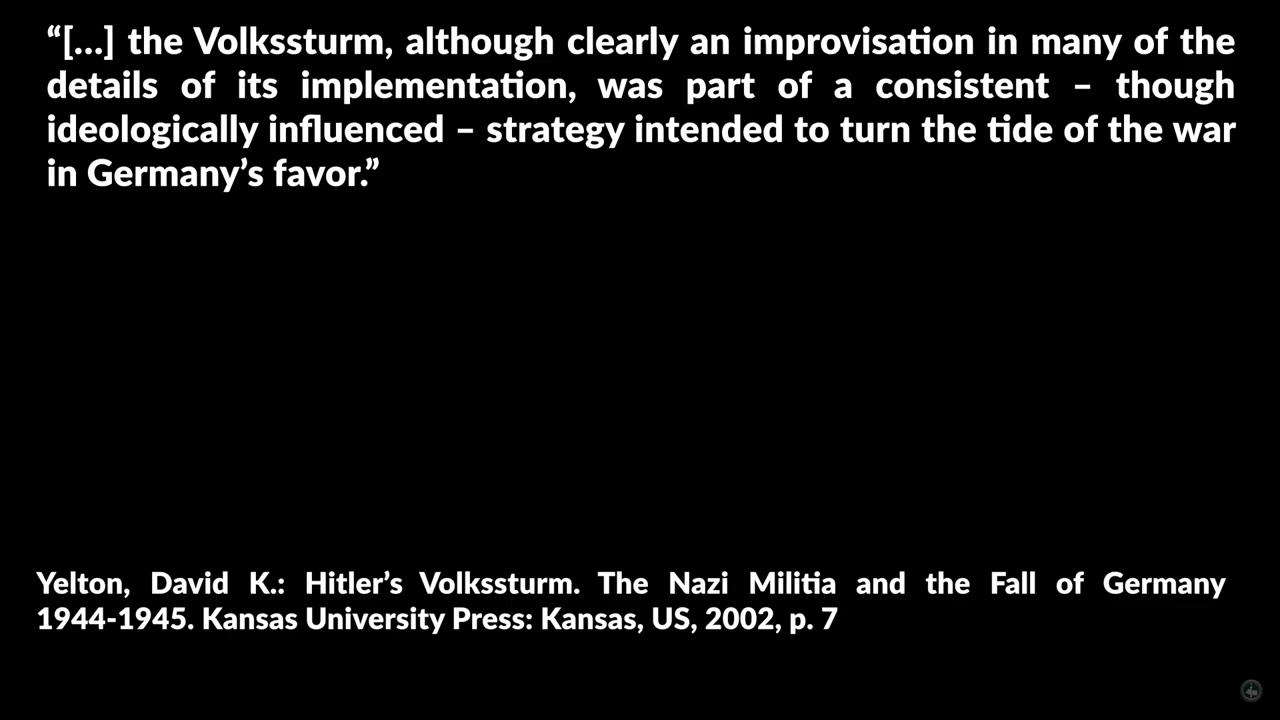 “[...] the Volkssturm, although clearly an improvisation in many of the
details of its implementation, was part of a consistent – though
ideologically influenced – strategy intended to turn the tide of the war
in Germany’s favor.”
Yelton, David K.: Hitler’s Volkssturm. The Nazi Militia and the Fall of Germany
1944-1945. Kansas University Press: Kansas, US, 2002, p. 7